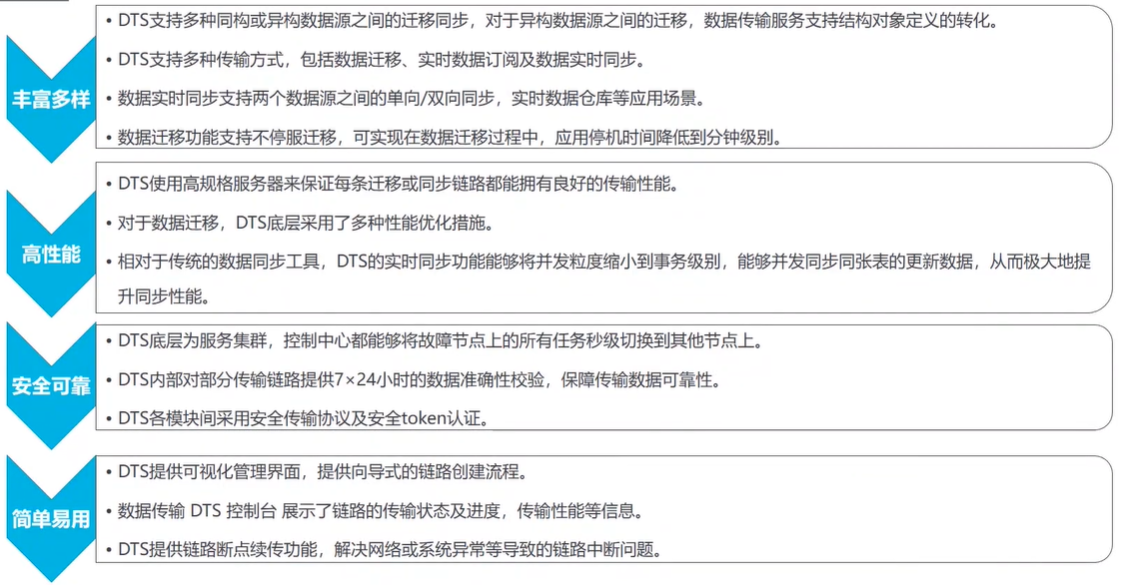 丰富多样
• DTS支持多种同构或异构数据源之间的迁移同步，对于异构数据源之间的迁移，数据传输服务支持结构对象定义的转化。
• DTS支持多种传输方式，包括数据迁移、实时数据订阅及数据实时同步。
• 数据实时同步支持两个数据源之间的单向/双向同步，实时数据仓库等应用场景。
• 数据迁移功能支持不停服迁移，可实现在数据迁移过程中，应用停机时间降低到分钟级别。
高性能
• DTS使用高规格服务器来保证每条迁移或同步链路都能拥有良好的传输性能。
• 对于数据迁移，DTS底层采用了多种性能优化措施。
• 相对于传统的数据同步工具，DTS的实时同步功能能够将并发粒度缩小到事务级别，能够并发同步同张表的更新数据，从而极大地提
升同步性能。
安全可靠
• DTS底层为服务集群，控制中心都能够将故障节点上的所有任务秒级切换到其他节点上。
• DTS内部对部分传输链路提供7×24小时的数据准确性校验，保障传输数据可靠性。
• DTS各模块间采用安全传输协议及安全token认证。
简单易用
• DTS提供可视化管理界面，提供向导式的链路创建流程。
• 数据传输 DTS 控制台 展示了链路的传输状态及进度，传输性能等信息。
• DTS提供链路断点续传功能，解决网络或系统异常等导致的链路中断问题。